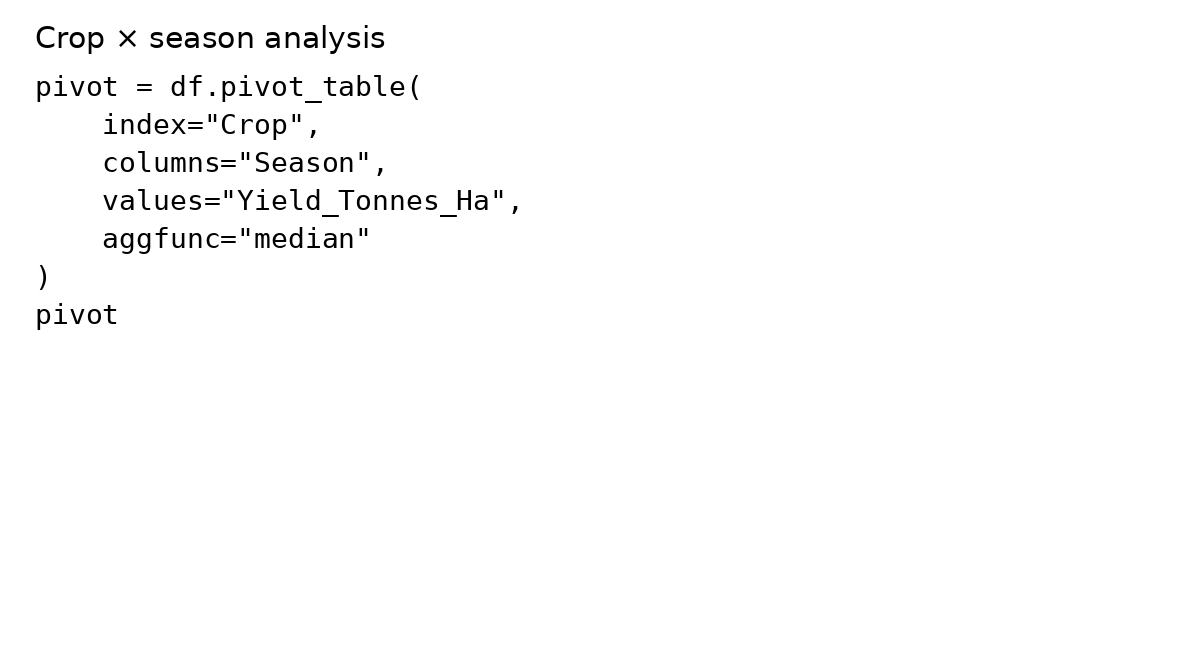 Crop × season analysis
pivot = df.pivot_table(
    index="Crop",
    columns="Season",
    values="Yield_Tonnes_Ha",
    aggfunc="median"
)
pivot